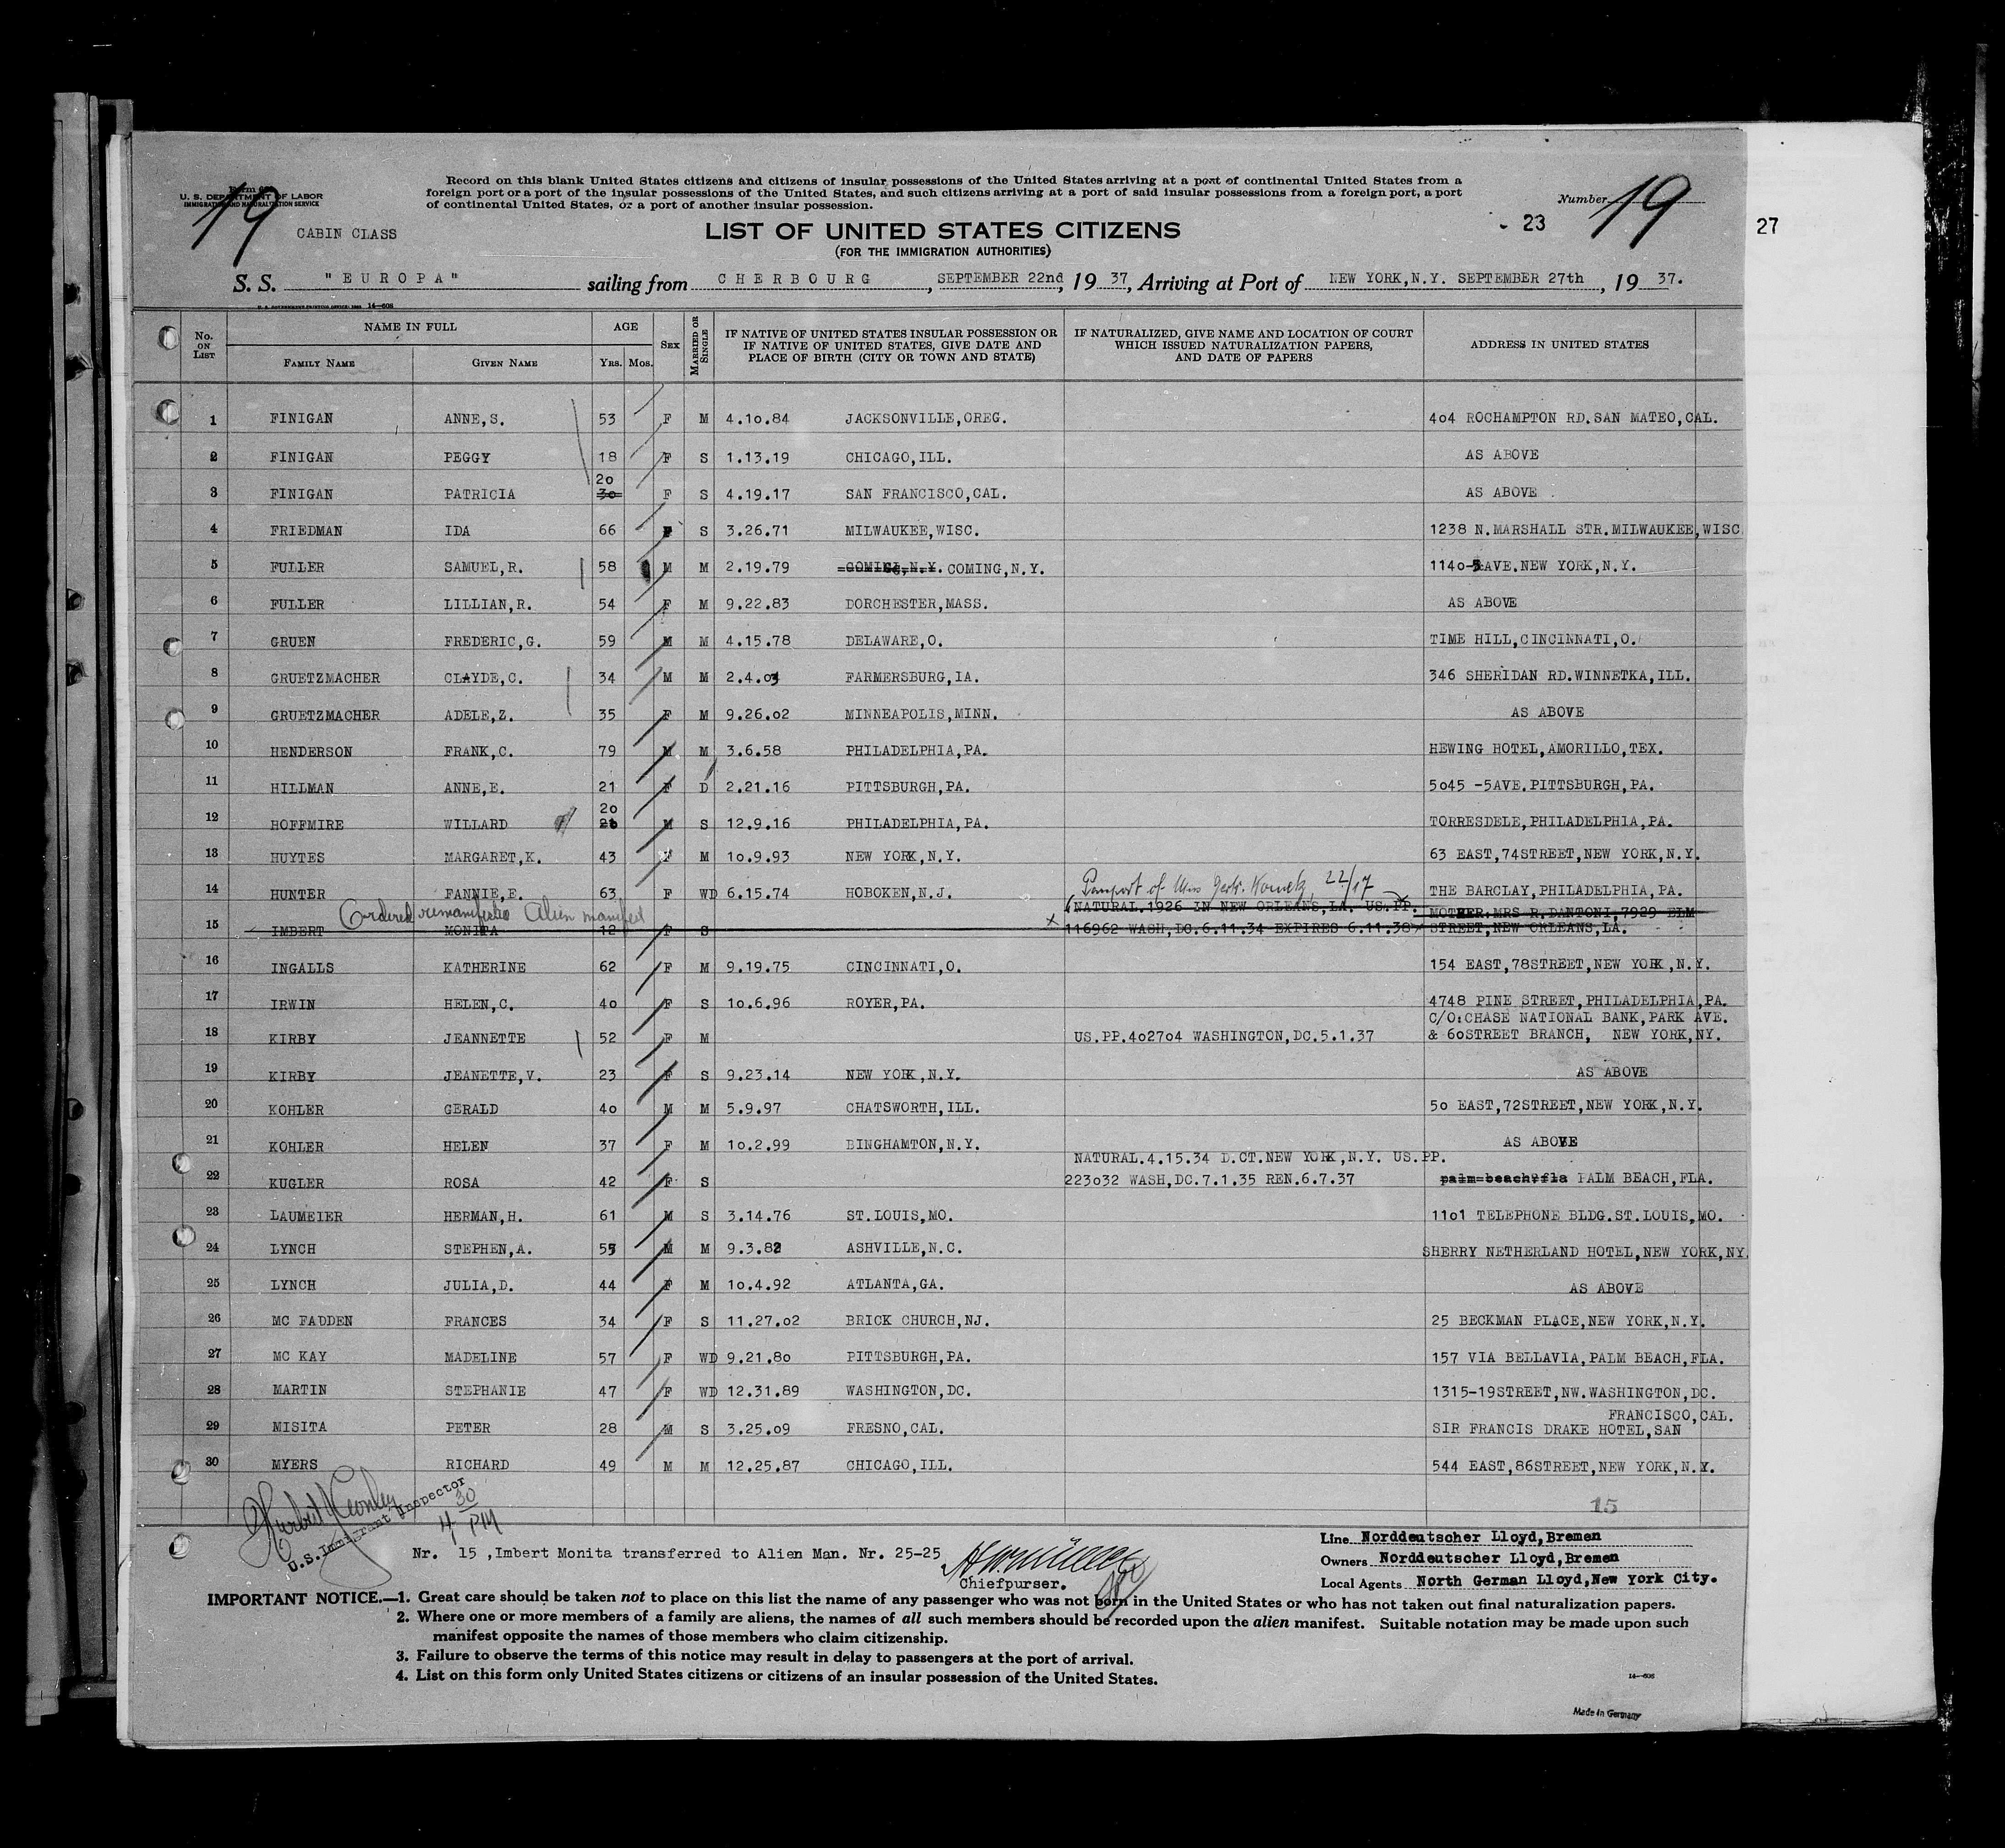 Record on this blank United States citizens and citizens of insular possessions of the United States arriving at a port of continental United States from a
foreign port or a port of the insular possessions of the United States, and such citizens arriving at a port of said insular possessions from a foreign port, a port
of continental United States, or a port of another insular possession.
U. S. DEPARTMENT OF LABOR
IMMIGRATION AND NATURALIZATION SERVICE
19
CABIN CLASS
Number 19
- 23
27
LIST OF UNITED STATES CITIZENS
(FOR THE IMMIGRATION AUTHORITIES)
S. S. "EUROPA" sailing from CHERBOURG, SEPTEMBER 22nd, 19 37, Arriving at Port of NEW YORK,N.Y. SEPTEMBER 27th, 19 37.
14—608
No. ON LIST NAME IN FULL FAMILY NAME GIVEN NAME AGE YRS. MOS. SEX MARRIED OR SINGLE IF NATIVE OF UNITED STATES INSULAR POSSESSION OR IF NATIVE OF UNITED STATES, GIVE DATE AND PLACE OF BIRTH (CITY OR TOWN AND STATE) IF NATURALIZED, GIVE NAME AND LOCATION OF COURT WHICH ISSUED NATURALIZATION PAPERS, AND DATE OF PAPERS ADDRESS IN UNITED STATES
1 FINIGAN ANNE,S. 53 F M 4.10.84 JACKSONVILLE,OREG. 404 ROCHAMPTON RD.SAN MATEO,CAL.
2 FINIGAN PEGGY 18 F S 1.13.19 CHICAGO,ILL. AS ABOVE
20
3 FINIGAN PATRICIA 30 F S 4.19.17 SAN FRANCISCO,CAL. AS ABOVE
4 FRIEDMAN IDA 66 F S 3.26.71 MILWAUKEE,WISC. 1238 N.MARSHALL STR.MILWAUKEE,WISC
5 FULLER SAMUEL,R. 58 M M 2.19.79 COMING,N.Y. 1140-5AVE.NEW YORK,N.Y.
6 FULLER LILLIAN,R. 54 F M 9.22.83 DORCHESTER,MASS. AS ABOVE
7 GRUEN FREDERIC,G. 59 M M 4.15.78 DELAWARE,O. TIME HILL,CINCINNATI,O.
8 GRUETZMACHER CLAYDE,C. 34 M M 2.4.03 FARMERSBURG,IA. 346 SHERIDAN RD.WINNETKA,ILL.
9 GRUETZMACHER ADELE,Z. 35 F M 9.26.02 MINNEAPOLIS,MINN. AS ABOVE
10 HENDERSON FRANK,C. 79 M M 3.6.58 PHILADELPHIA,PA. HEWING HOTEL,AMORILLO,TEX.
11 HILLMAN ANNE,E. 21 F D 2.21.16 PITTSBURGH,PA. 5045 -5AVE.PITTSBURGH,PA.
20
12 HOFFMIRE WILLARD M S 12.9.16 PHILADELPHIA,PA. TORRESDELE,PHILADELPHIA,PA.
13 HUYTES MARGARET,K. 43 F M 10.9.93 NEW YORK,N.Y. 63 EAST,74STREET,NEW YORK,N.Y.
14 HUNTER FANNIE,E. 63 F WD 6.15.74 HOBOKEN,N.J. THE BARCLAY,PHILADELPHIA,PA.
Alien manifest
NATURAL.1926 IN NEW ORLEANS,LA. US.PP. MOTHER:MRS R.DANTONI,7929 ELM
15 IMBERT MONITA 12 F S x 116962 WASH,DC.6.11.34 EXPIRES 6.11.38 STREET,NEW ORLEANS,LA.
16 INGALLS KATHERINE 62 F M 9.19.75 CINCINNATI,O. 154 EAST,78STREET,NEW YORK,N.Y.
17 IRWIN HELEN,C. 40 F S 10.6.96 ROYER,PA. 4748 PINE STREET,PHILADELPHIA,PA.
C/O:CHASE NATIONAL BANK,PARK AVE.
18 KIRBY JEANNETTE 52 F M US.PP.402704 WASHINGTON,DC.5.1.37 & 60STREET BRANCH, NEW YORK,NY.
19 KIRBY JEANETTE,V. 23 F S 9.23.14 NEW YORK,N.Y. AS ABOVE
20 KOHLER GERALD 40 M M 5.9.97 CHATSWORTH,ILL. 50 EAST,72STREET,NEW YORK,N.Y.
21 KOHLER HELEN 37 F M 10.2.99 BINGHAMTON,N.Y. AS ABOVE
NATURAL.4.15.34 D.CT.NEW YORK,N.Y. US.PP.
22 KUGLER ROSA 42 F S 223032 WASH,DC.7.1.35 REN.6.7.37 palm beach,fla PALM BEACH,FLA.
23 LAUMEIER HERMAN,H. 61 M S 3.14.76 ST.LOUIS,MO. 1101 TELEPHONE BLDG.ST.LOUIS,MO.
24 LYNCH STEPHEN,A. 55 M M 9.3.82 ASHVILLE,N.C. SHERRY NETHERLAND HOTEL,NEW YORK,NY.
25 LYNCH JULIA,D. 44 F M 10.4.92 ATLANTA,GA. AS ABOVE
26 MC FADDEN FRANCES 34 F S 11.27.02 BRICK CHURCH,NJ. 25 BECKMAN PLACE,NEW YORK,N.Y.
27 MC KAY MADELINE 57 F WD 9.21.80 PITTSBURGH,PA. 157 VIA BELLAVIA,PALM BEACH,FLA.
28 MARTIN STEPHANIE 47 F WD 12.31.89 WASHINGTON,DC. 1315-19STREET,NW.WASHINGTON,DC.
FRANCISCO,CAL.
29 MISITA PETER 28 M S 3.25.09 FRESNO,CAL. SIR FRANCIS DRAKE HOTEL,SAN
30 MYERS RICHARD 49 M M 12.25.87 CHICAGO,ILL. 544 EAST,86STREET,NEW YORK,N.Y.
15
U.S. Immigrant Inspector
4 30 PM
Nr. 15 ,Imbert Monita transferred to Alien Man. Nr. 25-25
Chiefpurser.
Line Norddeutscher Lloyd,Bremen
Owners Norddeutscher Lloyd,Bremen
Local Agents North German Lloyd,New York City.
IMPORTANT NOTICE.—1. Great care should be taken not to place on this list the name of any passenger who was not born in the United States or who has not taken out final naturalization papers.
2. Where one or more members of a family are aliens, the names of all such members should be recorded upon the alien manifest. Suitable notation may be made upon such
manifest opposite the names of those members who claim citizenship.
3. Failure to observe the terms of this notice may result in delay to passengers at the port of arrival.
4. List on this form only United States citizens or citizens of an insular possession of the United States.
14—608
Made in Germany